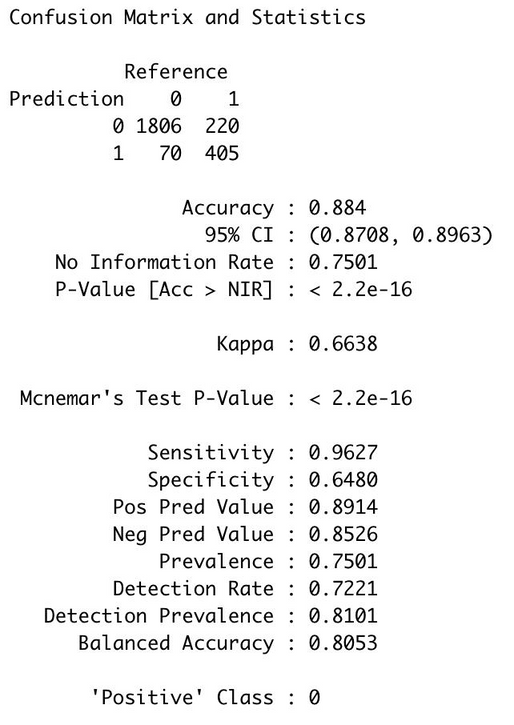 Confusion Matrix and Statistics
Reference
Prediction 0 1
0 1806 220
1 70 405
Accuracy : 0.884
95% CI : (0.8708, 0.8963)
No Information Rate : 0.7501
P-Value [Acc > NIR] : < 2.2e-16
Kappa : 0.6638
Mcnemar's Test P-Value : < 2.2e-16
Sensitivity : 0.9627
Specificity : 0.6480
Pos Pred Value : 0.8914
Neg Pred Value : 0.8526
Prevalence : 0.7501
Detection Rate : 0.7221
Detection Prevalence : 0.8101
Balanced Accuracy : 0.8053
'Positive' Class : 0